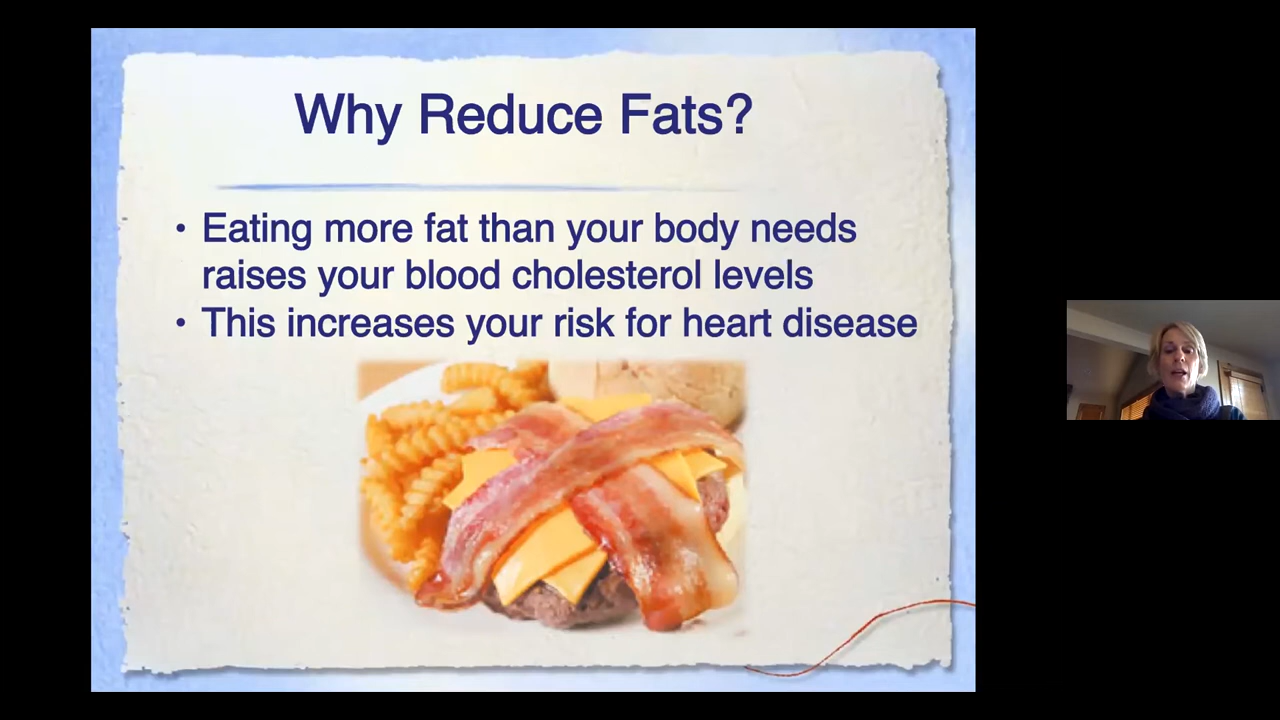 Why Reduce Fats?
• Eating more fat than your body needs
raises your blood cholesterol levels
• This increases your risk for heart disease